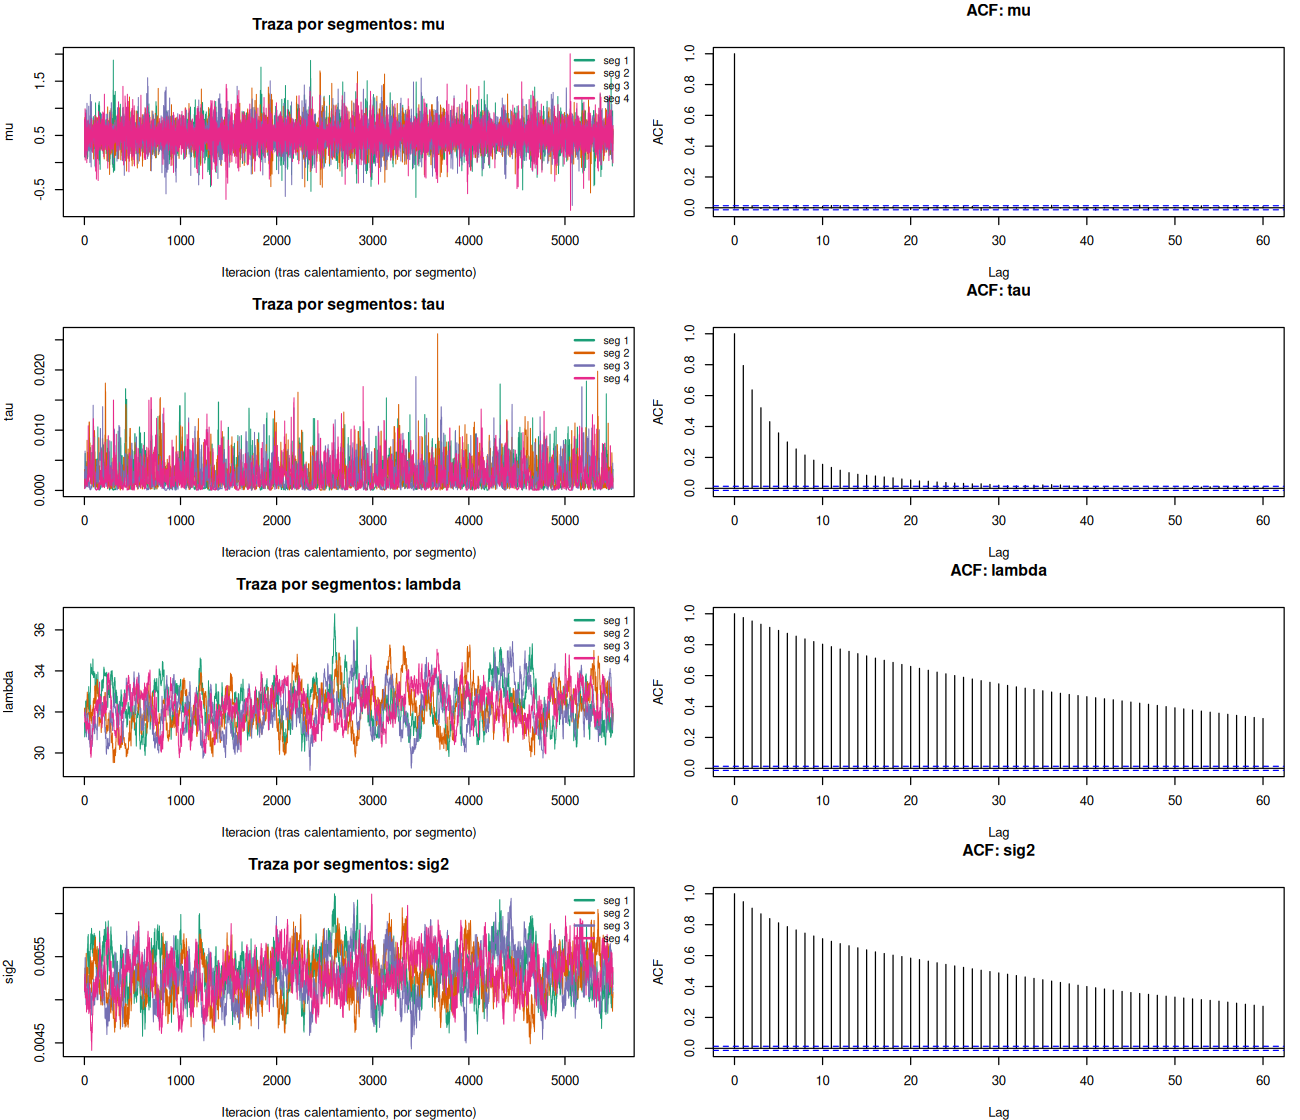 Traza por segmentos: mu
mu
-0.5 0.5 1.5
seg 1
seg 2
seg 3
seg 4
0 1000 2000 3000 4000 5000
Iteracion (tras calentamiento, por segmento)
ACF: mu
ACF
0.0 0.2 0.4 0.6 0.8 1.0
0 10 20 30 40 50 60
Lag
Traza por segmentos: tau
tau
0.000 0.010 0.020
seg 1
seg 2
seg 3
seg 4
0 1000 2000 3000 4000 5000
Iteracion (tras calentamiento, por segmento)
ACF: tau
ACF
0.0 0.2 0.4 0.6 0.8 1.0
0 10 20 30 40 50 60
Lag
Traza por segmentos: lambda
lambda
30 32 34 36
seg 1
seg 2
seg 3
seg 4
0 1000 2000 3000 4000 5000
Iteracion (tras calentamiento, por segmento)
ACF: lambda
ACF
0.0 0.2 0.4 0.6 0.8 1.0
0 10 20 30 40 50 60
Lag
Traza por segmentos: sig2
sig2
0.0045 0.0055
seg 1
seg 2
seg 3
seg 4
0 1000 2000 3000 4000 5000
Iteracion (tras calentamiento, por segmento)
ACF: sig2
ACF
0.0 0.2 0.4 0.6 0.8 1.0
0 10 20 30 40 50 60
Lag